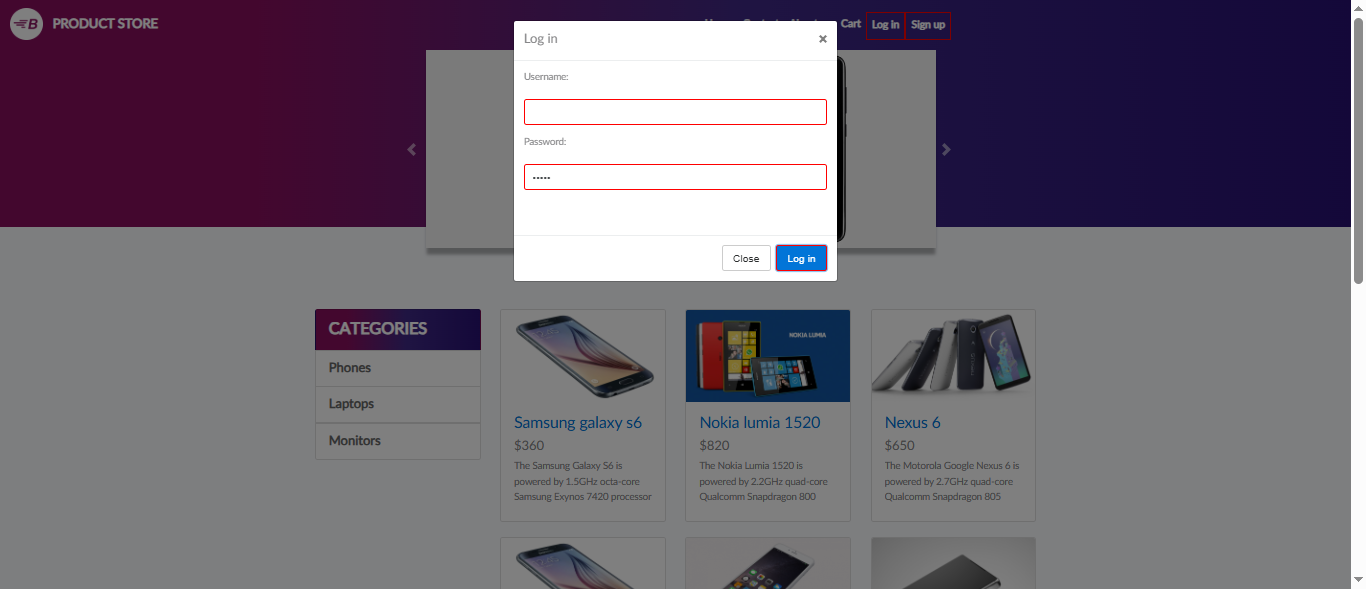 B PRODUCT STORE
Cart Log in Sign up
Log in ×
Username:
Password:
•••••
Close Log in
CATEGORIES
Phones
Laptops
Monitors
Samsung galaxy s6
$360
The Samsung Galaxy S6 is
powered by 1.5GHz octa-core
Samsung Exynos 7420 processor
NOKIA LUMIA
Nokia lumia 1520
$820
The Nokia Lumia 1520 is
powered by 2.2GHz quad-core
Qualcomm Snapdragon 800
Nexus 6
$650
The Motorola Google Nexus 6 is
powered by 2.7GHz quad-core
Qualcomm Snapdragon 805